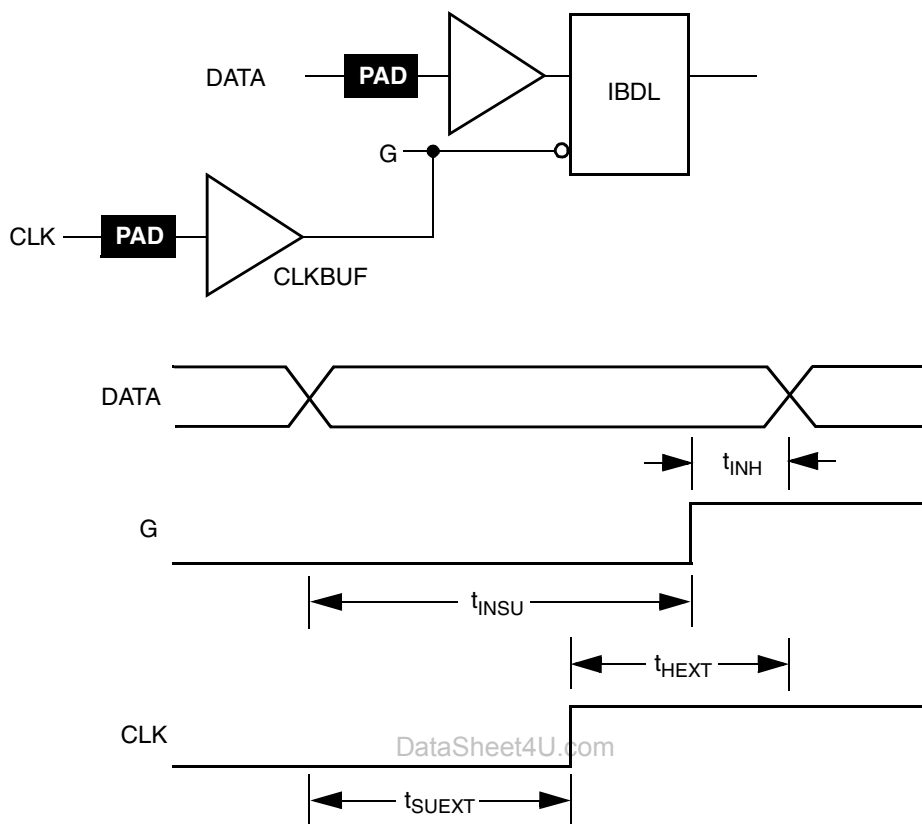 DATA
PAD
IBDL
G
CLK
PAD
CLKBUF
DATA
tINH
G
tINSU
tHEXT
CLK
DataSheet4U.com
tSUEXT